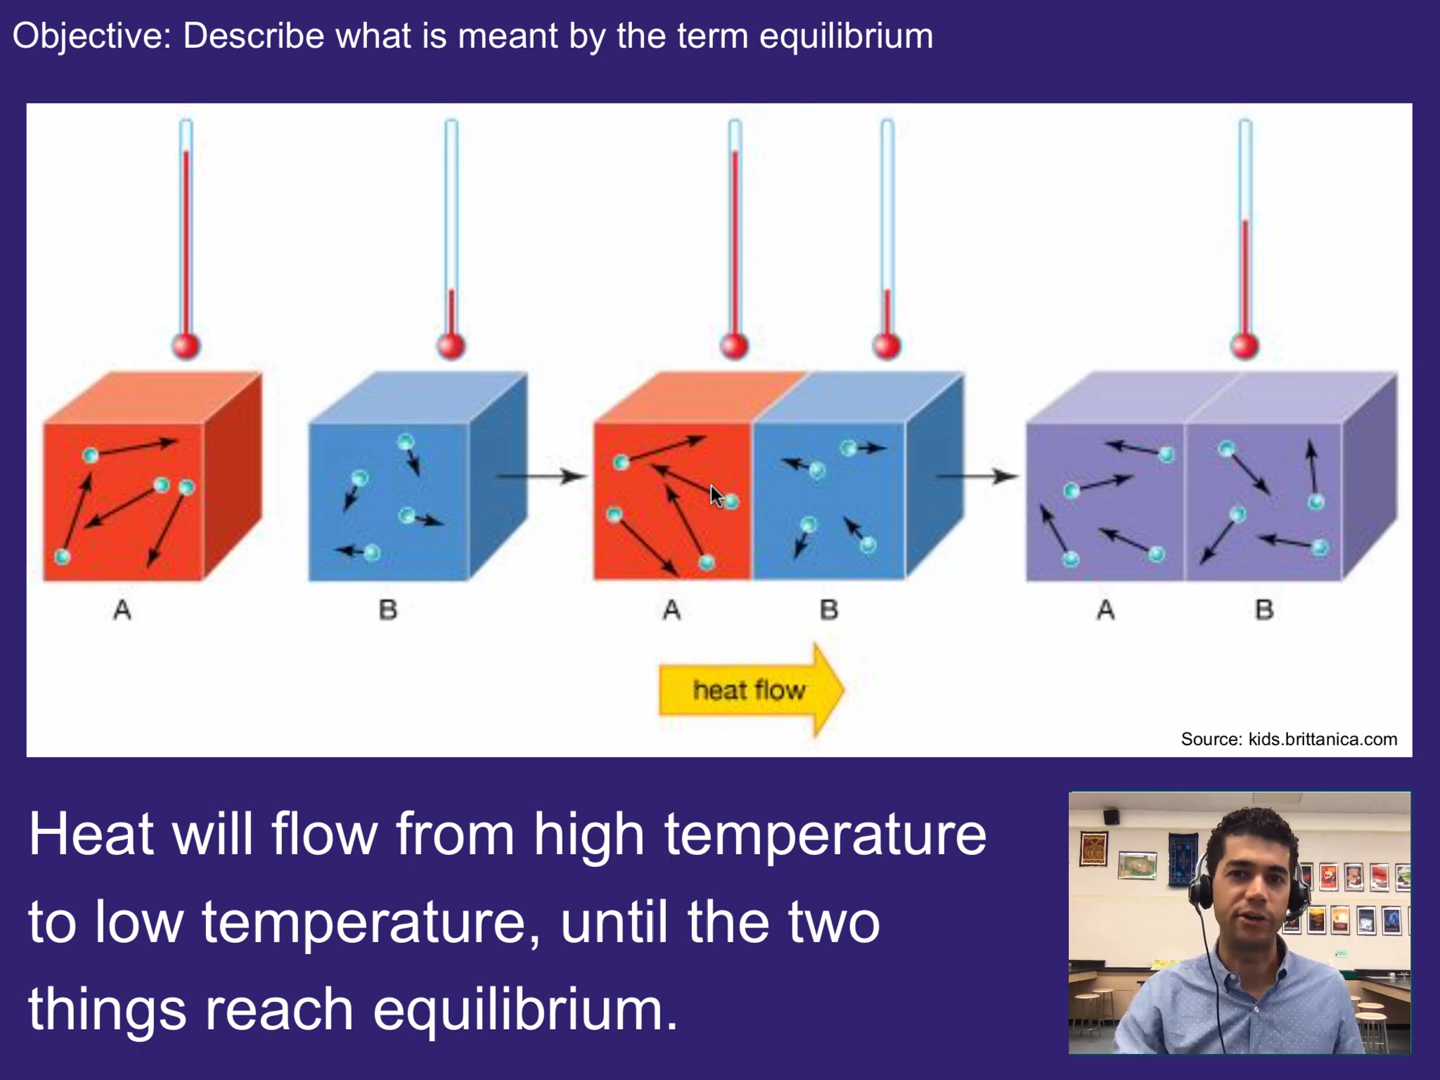 Objective: Describe what is meant by the term equilibrium
A
B
A
B
A
B
heat flow
Source: kids.brittanica.com
Heat will flow from high temperature
to low temperature, until the two
things reach equilibrium.